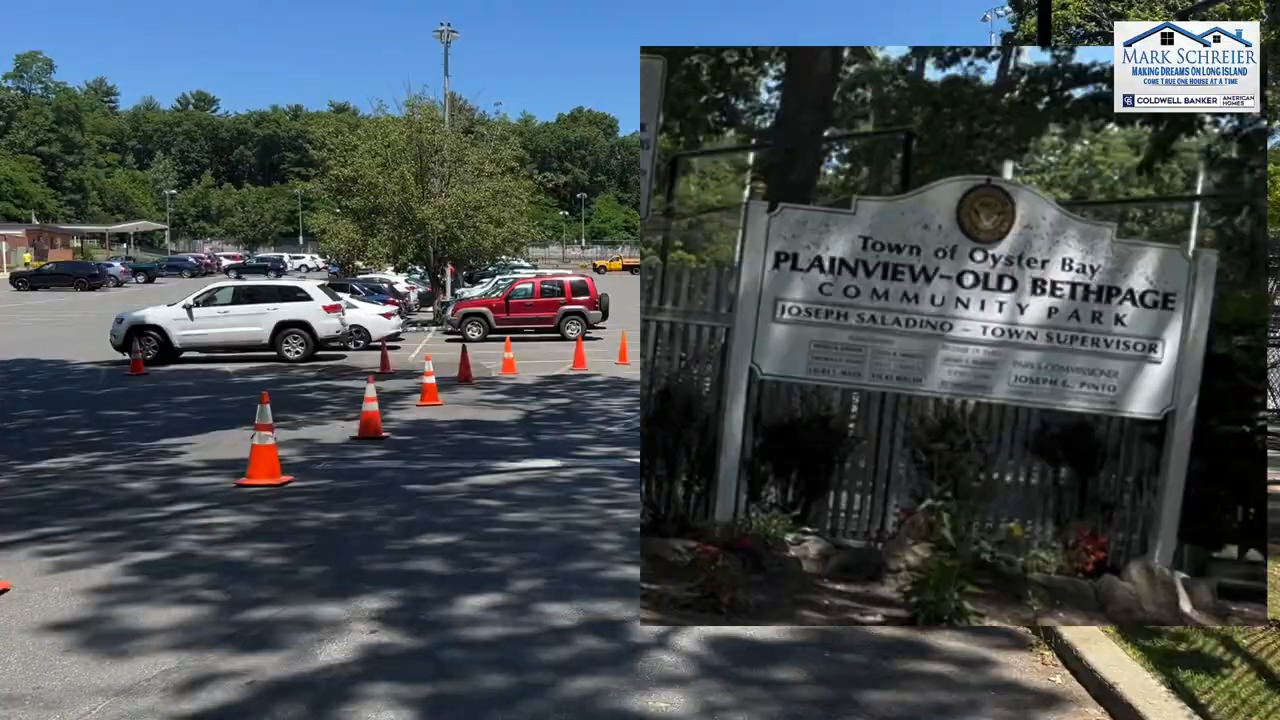 MARK SCHREIER
MAKING DREAMS ON LONG ISLAND
COME TRUE ONE HOUSE AT A TIME
CB COLDWELL BANKER AMERICAN HOMES
Town of Oyster Bay
PLAINVIEW-OLD BETHPAGE
COMMUNITY PARK
JOSEPH SALADINO - TOWN SUPERVISOR
PARKS COMMISSIONER
JOSEPH G. PINTO